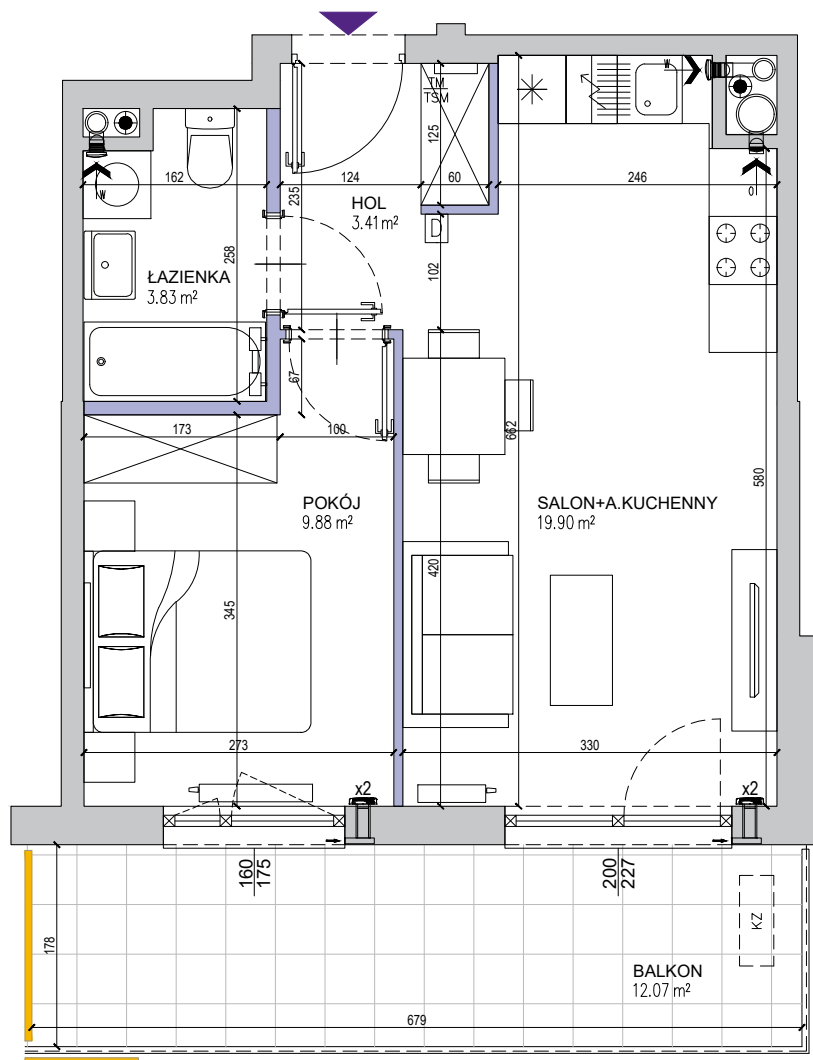 TM
TSM
W
125
162
124
60
246
235
HOL
3.41 m²
W
O
D
258
102
ŁAZIENKA
3.83 m²
67
173
100
662
POKÓJ
9.88 m²
SALON+A.KUCHENNY
19.90 m²
580
420
345
273
330
x2
x2
160
175
200
227
KZ
178
BALKON
12.07 m²
679